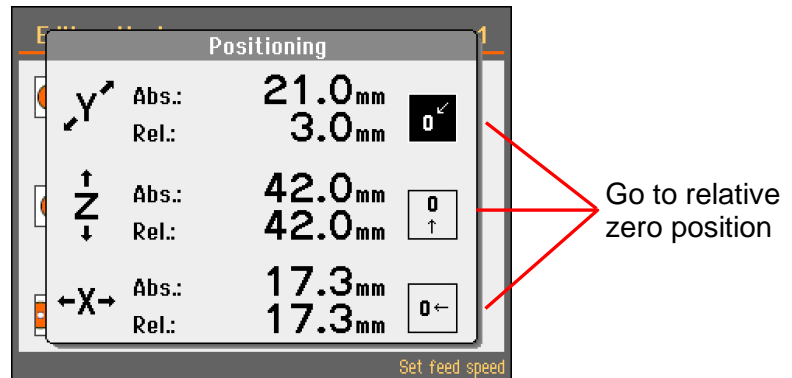 Positioning
Y Abs.: 21.0mm
Rel.: 3.0mm
0
Z Abs.: 42.0mm
Rel.: 42.0mm
0
X Abs.: 17.3mm
Rel.: 17.3mm
0
Set feed speed
Go to relative
zero position